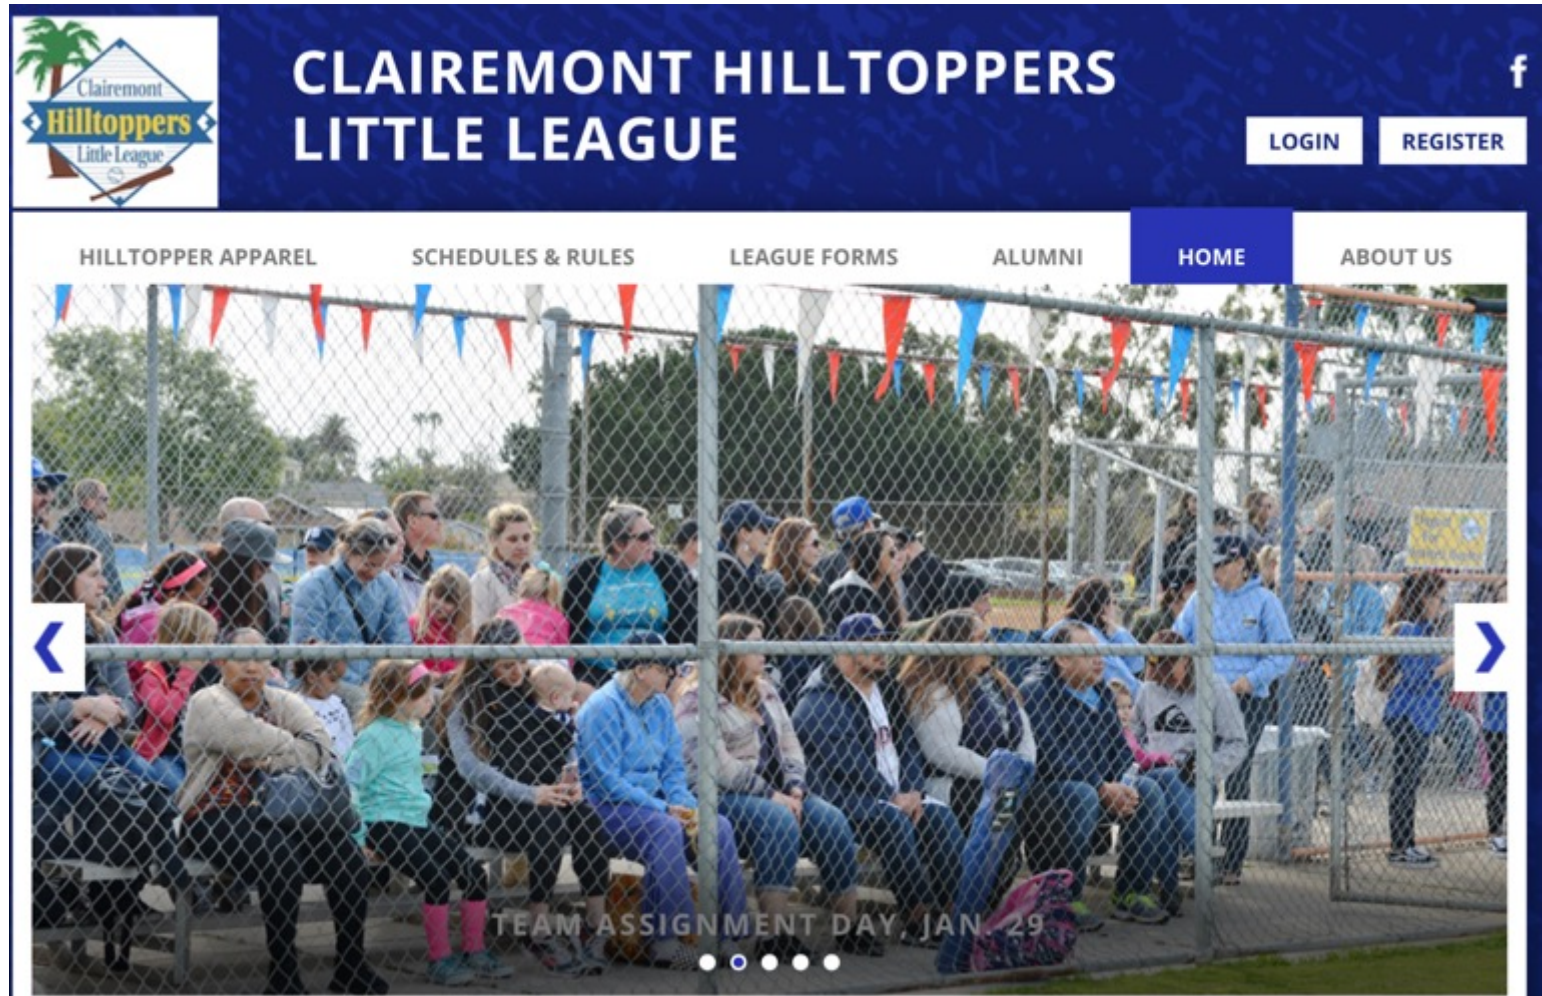 Clairemont
Hilltoppers
Little League
CLAIREMONT HILLTOPPERS
LITTLE LEAGUE
f
LOGIN
REGISTER
HILLTOPPER APPAREL
SCHEDULES & RULES
LEAGUE FORMS
ALUMNI
HOME
ABOUT US
TEAM ASSIGNMENT DAY, JAN. 29